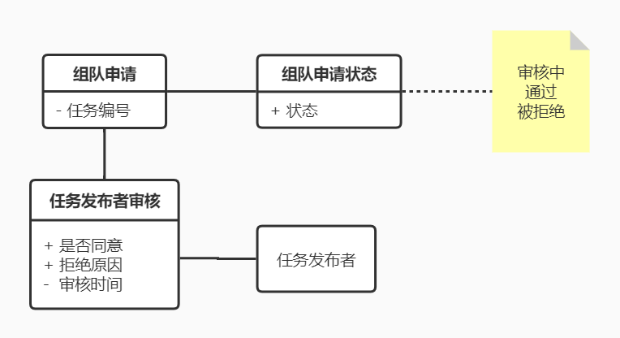 组队申请
- 任务编号
组队申请状态
+ 状态
审核中
通过
被拒绝
任务发布者审核
+ 是否同意
+ 拒绝原因
- 审核时间
任务发布者